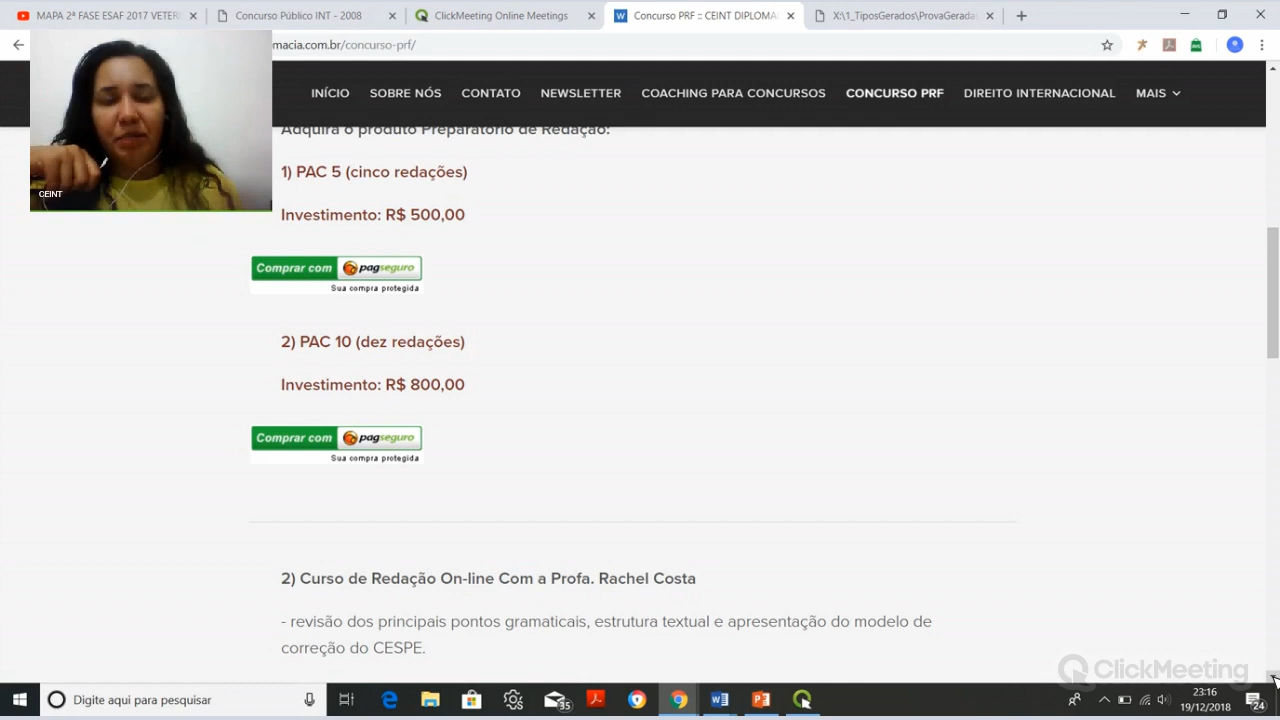 MAPA 2ª FASE ESAF 2017 VETERI
Concurso Público INT - 2008
ClickMeeting Online Meetings
Concurso PRF :: CEINT DIPLOMA
X:\1_TiposGerados\ProvaGerada
macia.com.br/concurso-prf/
INÍCIO SOBRE NÓS CONTATO NEWSLETTER COACHING PARA CONCURSOS CONCURSO PRF DIREITO INTERNACIONAL MAIS
CEINT
Adquira o produto Preparatório de Redação:
1) PAC 5 (cinco redações)
Investimento: R$ 500,00
Comprar com pagseguro
Sua compra protegida
2) PAC 10 (dez redações)
Investimento: R$ 800,00
Comprar com pagseguro
Sua compra protegida
2) Curso de Redação On-line Com a Profa. Rachel Costa
- revisão dos principais pontos gramaticais, estrutura textual e apresentação do modelo de
correção do CESPE.
ClickMeeting
Digite aqui para pesquisar
35
23:16
19/12/2018
24